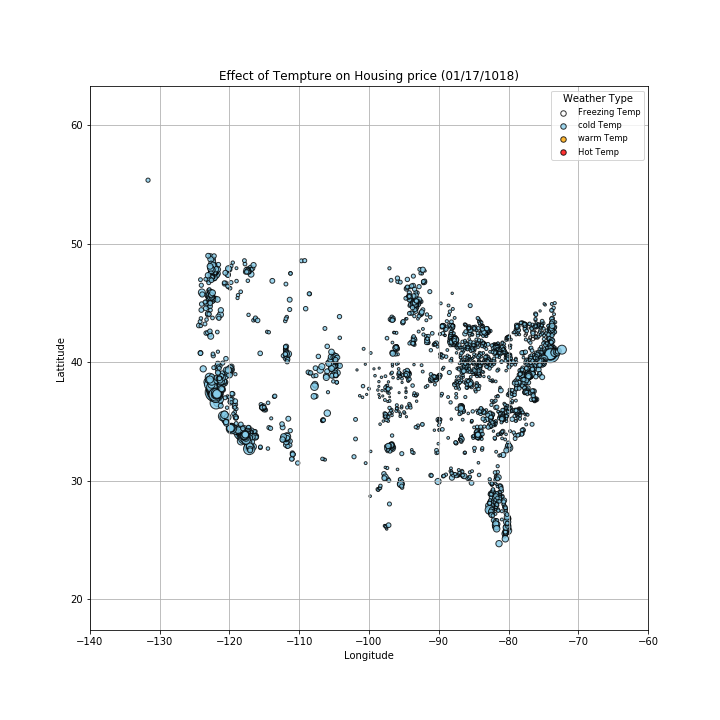 Effect of Tempture on Housing price (01/17/1018)
Weather Type
Freezing Temp
cold Temp
warm Temp
Hot Temp
60
50
40
30
20
Lattitude
−140 −130 −120 −110 −100 −90 −80 −70 −60
Longitude